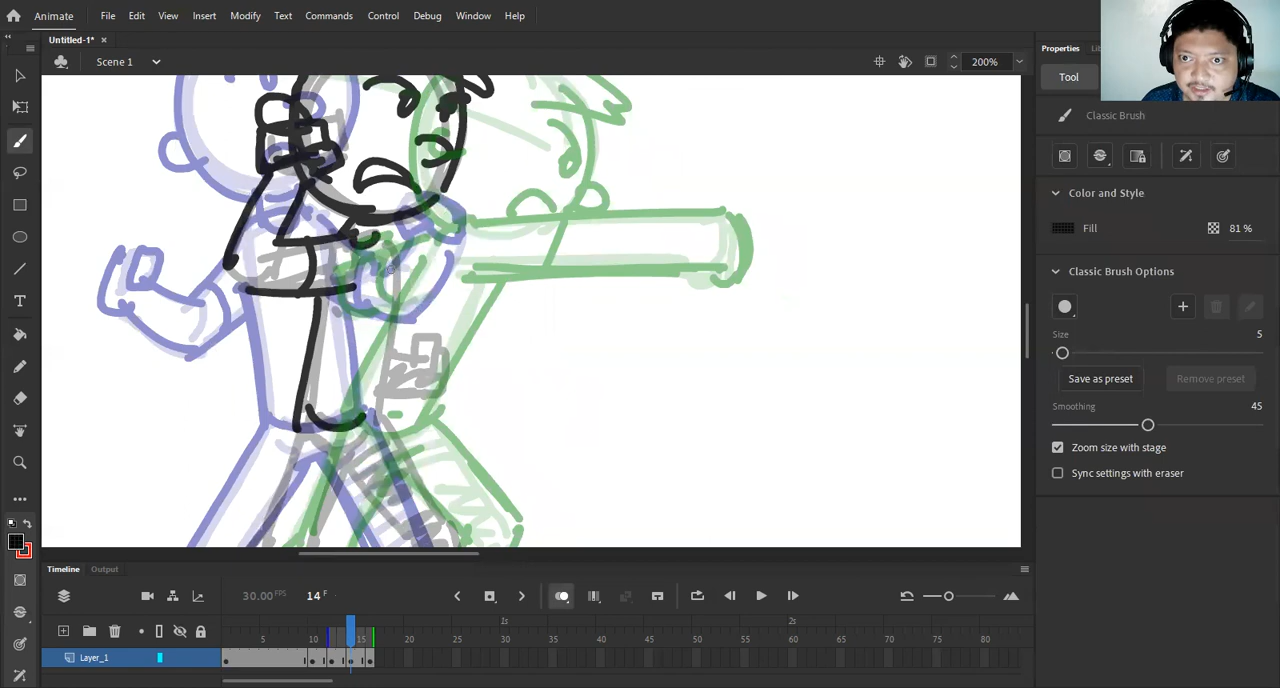 Animate File Edit View Insert Modify Text Commands Control Debug Window Help
Untitled-1* ×
Scene 1 200%
Properties
Tool
Classic Brush
Color and Style
Fill 81 %
Classic Brush Options
Size 5
Save as preset Remove preset
Smoothing 45
Zoom size with stage
Sync settings with eraser
Timeline Output
30.00 FPS 14 F
1s 2s
5 10 15 20 25 30 35 40 45 50 55 60 65 70 75 80
Layer_1